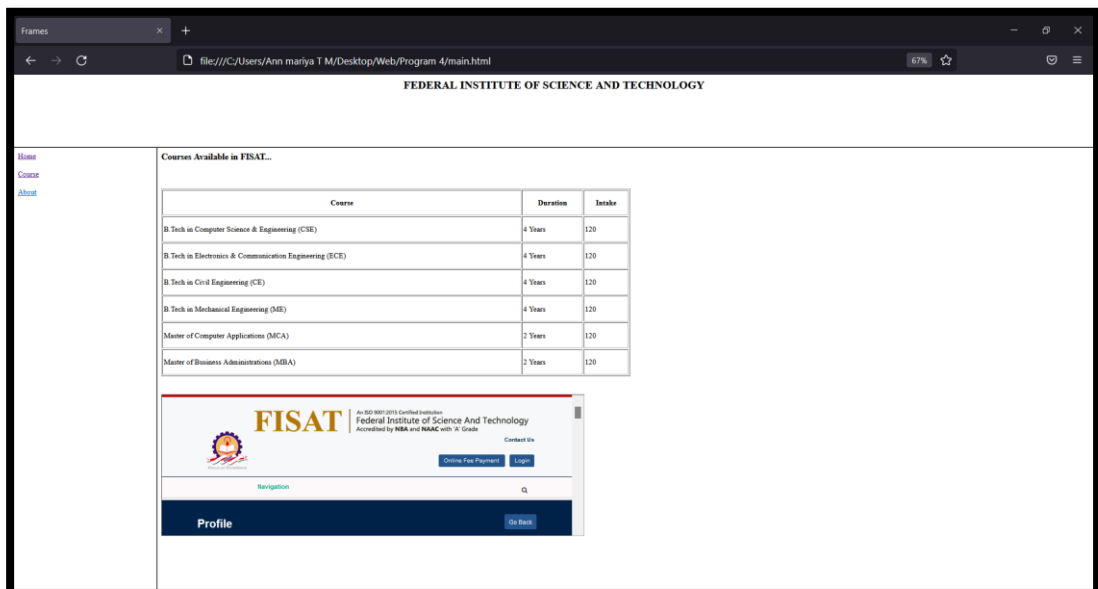 Frames
file:///C:/Users/Ann mariya T M/Desktop/Web/Program 4/main.html
67%
FEDERAL INSTITUTE OF SCIENCE AND TECHNOLOGY
Home
Course
About
Courses Available in FISAT...
Course Duration Intake
B.Tech in Computer Science & Engineering (CSE) 4 Years 120
B.Tech in Electronics & Communication Engineering (ECE) 4 Years 120
B.Tech in Civil Engineering (CE) 4 Years 120
B.Tech in Mechanical Engineering (ME) 4 Years 120
Master of Computer Applications (MCA) 2 Years 120
Master of Business Administrations (MBA) 2 Years 120
FISAT
An ISO 9001:2015 Certified Institution
Federal Institute of Science And Technology
Accredited by NBA and NAAC with 'A' Grade
Contact Us
Online Fee Payment Login
Navigation
Profile Go Back